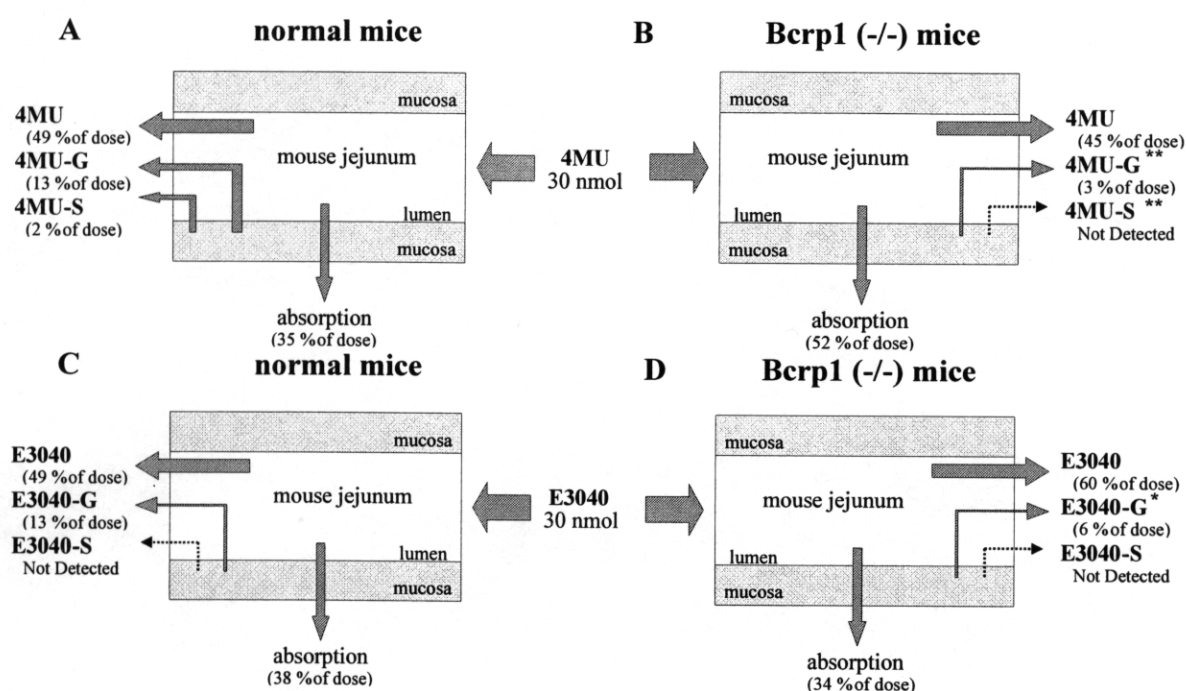 A
normal mice
mucosa
4MU
(49 %of dose)
4MU-G
(13 %of dose)
4MU-S
(2 %of dose)
mouse jejunum
lumen
mucosa
absorption
(35 %of dose)
4MU
30 nmol
B
Bcrp1 (-/-) mice
mucosa
mouse jejunum
lumen
mucosa
4MU
(45 %of dose)
4MU-G**
(3 %of dose)
4MU-S **
Not Detected
absorption
(52 %of dose)
C
normal mice
mucosa
E3040
(49 %of dose)
E3040-G
(13 %of dose)
E3040-S
Not Detected
mouse jejunum
lumen
mucosa
absorption
(38 %of dose)
E3040
30 nmol
D
Bcrp1 (-/-) mice
mucosa
mouse jejunum
lumen
mucosa
E3040
(60 %of dose)
E3040-G*
(6 %of dose)
E3040-S
Not Detected
absorption
(34 %of dose)